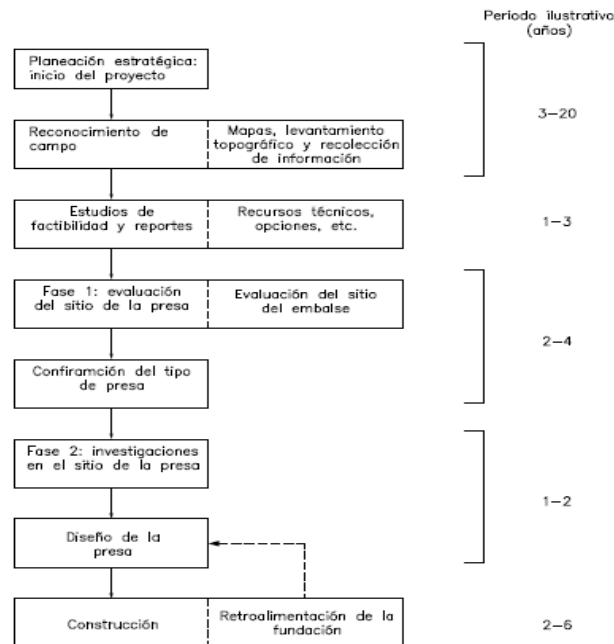 Periodo ilustrativo
(años)
Planeación estratégica:
inicio del proyecto
3-20
Reconocimiento de
campo
Mapas, levantamiento
topográfico y recolección
de información
Estudios de
factibilidad y reportes
Recursos técnicos,
opciones, etc.
1-3
Fase 1: evaluación
del sitio de la presa
Evaluación del sitio
del embalse
2-4
Confiramción del tipo
de presa
Fase 2: investigaciones
en el sitio de la presa
1-2
Diseño de la
presa
Construcción
Retroalimentación de la
fundación
2-6